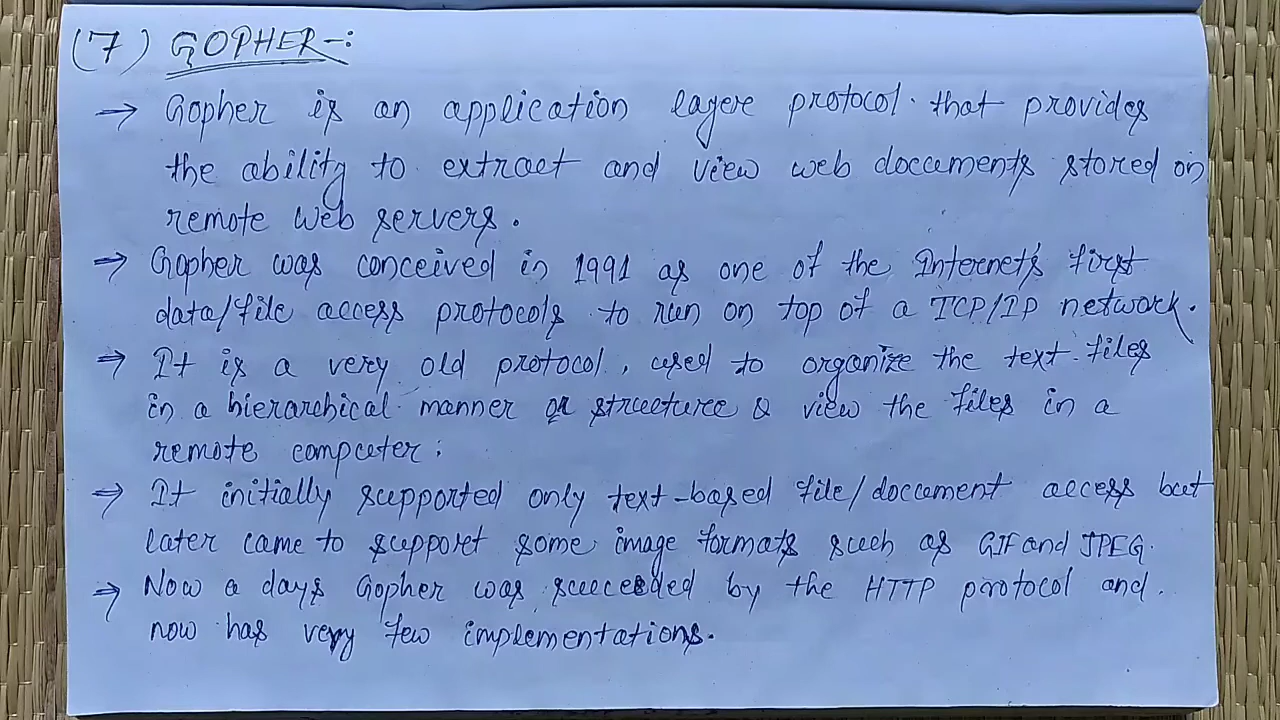 (7) GOPHER-:
→ Gopher is an application layer protocol. that provides
the ability to extract and view web documents stored on
remote web servers.
→ Gopher was conceived in 1991 as one of the Internet's first
data/file access protocols to run on top of a TCP/IP network.
→ It is a very old protocol, used to organize the text files
in a hierarchical manner or structure & view the files in a
remote computer.
→ It initially supported only text-based file/document access but
later came to support some image formats such as GIF and JPEG.
→ Now a days Gopher was succeeded by the HTTP protocol and
now has very few implementations.